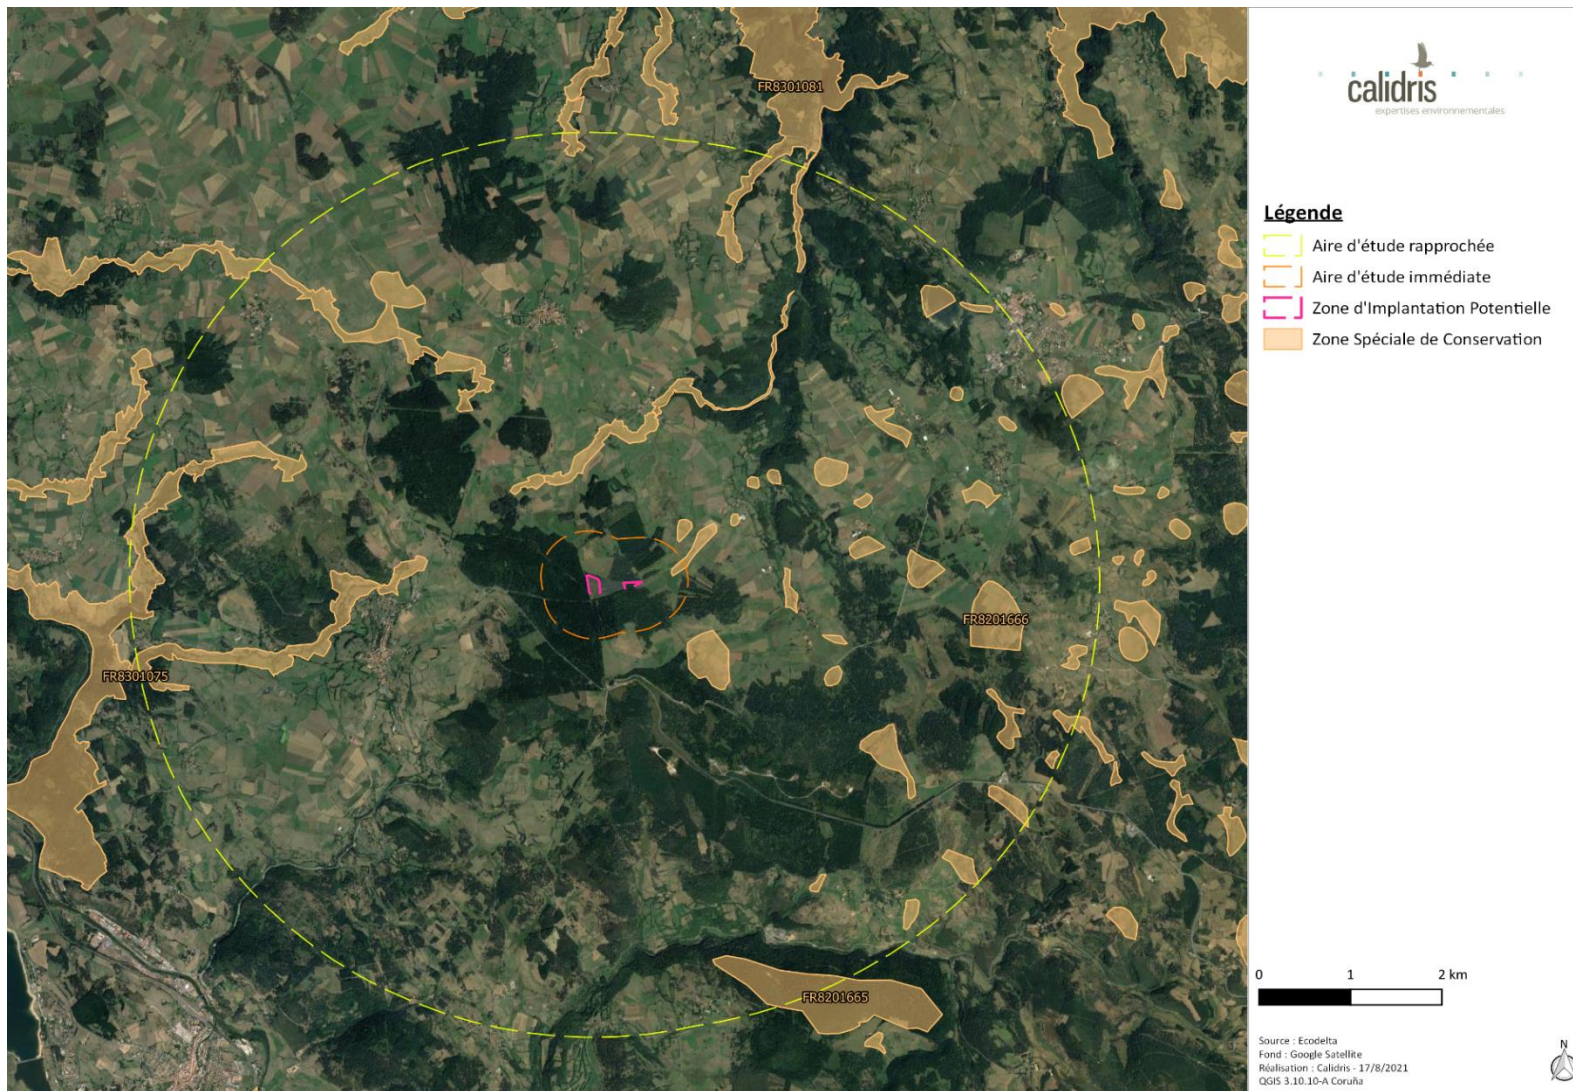 FR8301081
FR8201666
FR8301075
FR8201665
calidris
expertises environnementales
Légende
Aire d'étude rapprochée
Aire d'étude immédiate
Zone d'Implantation Potentielle
Zone Spéciale de Conservation
0 1 2 km
Source : Ecodelta
Fond : Google Satellite
Réalisation : Calidris - 17/8/2021
QGIS 3.10.10-A Coruña
N